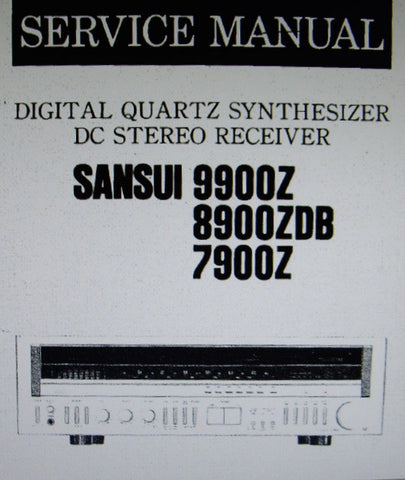 SERVICE MANUAL
DIGITAL QUARTZ SYNTHESIZER
DC STEREO RECEIVER
SANSUI 9900Z
8900ZDB
7900Z